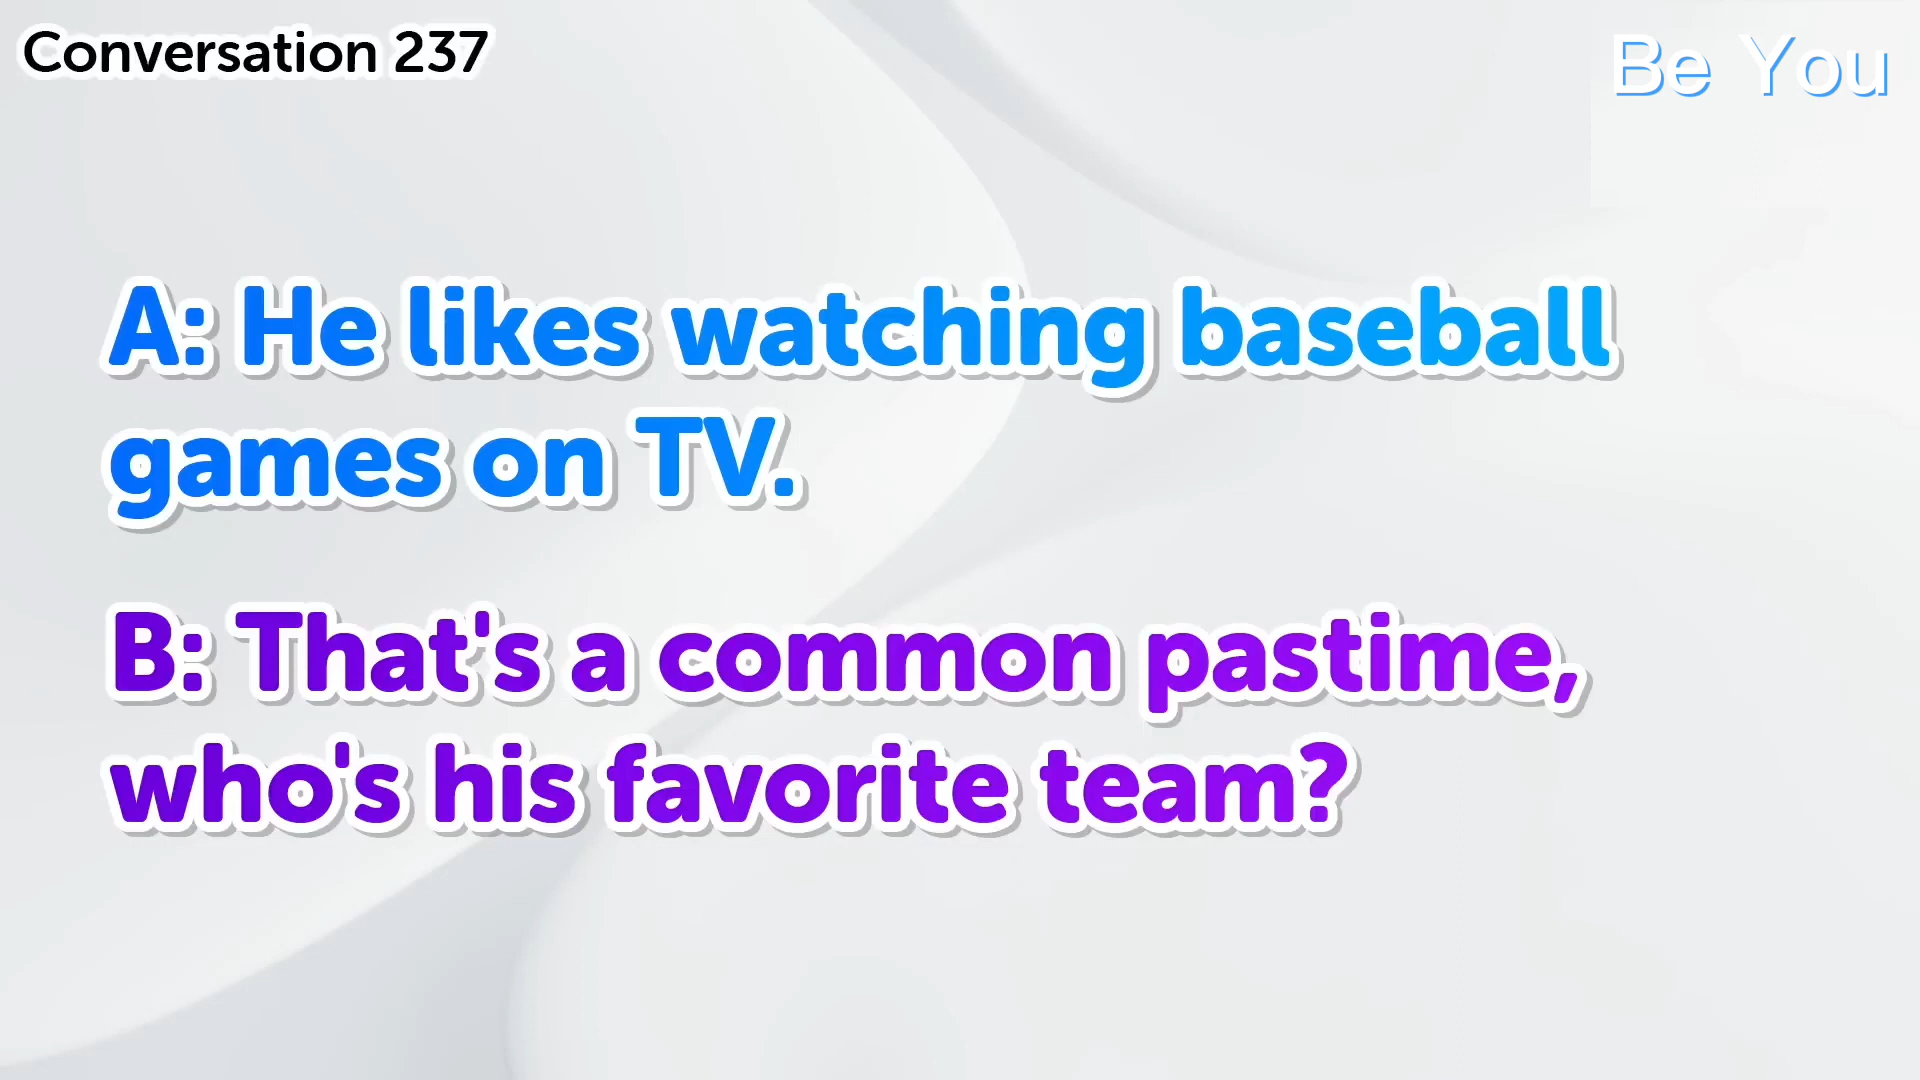 Conversation 237
Be You
A: He likes watching baseball
games on TV.
B: That's a common pastime,
who's his favorite team?